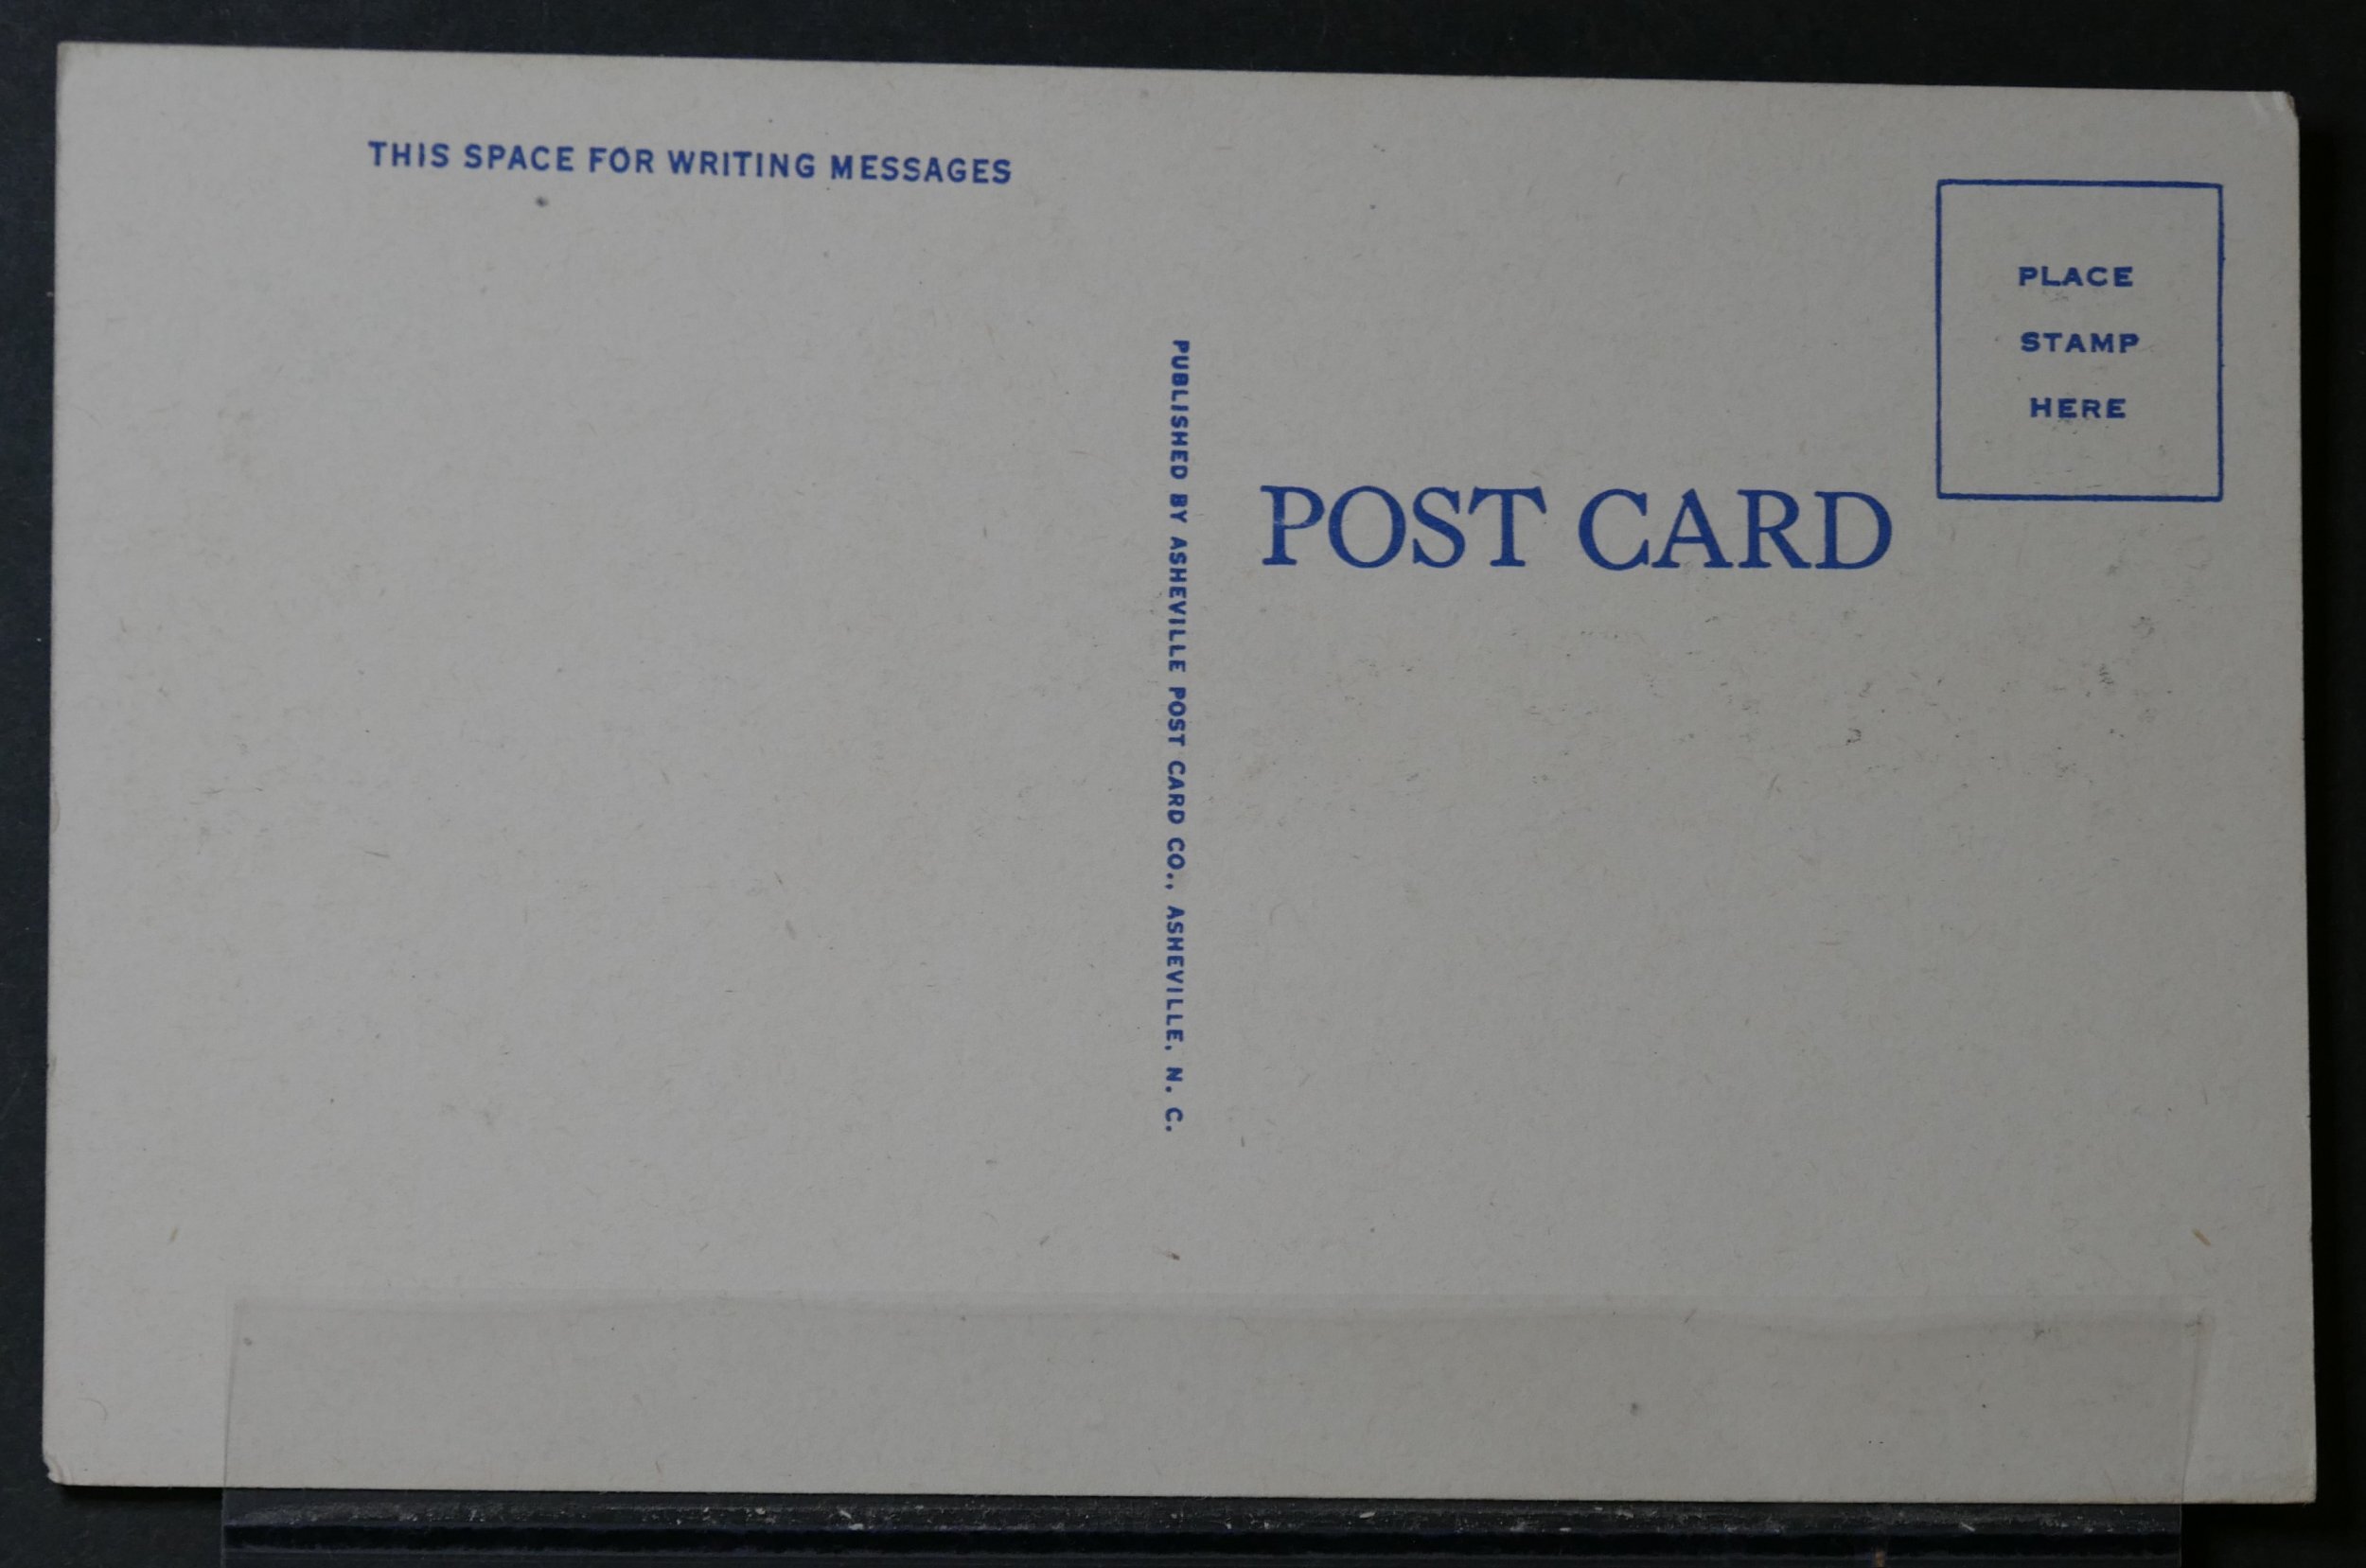 THIS SPACE FOR WRITING MESSAGES
PUBLISHED BY ASHEVILLE POST CARD CO., ASHEVILLE, N. C.
POST CARD
PLACE
STAMP
HERE